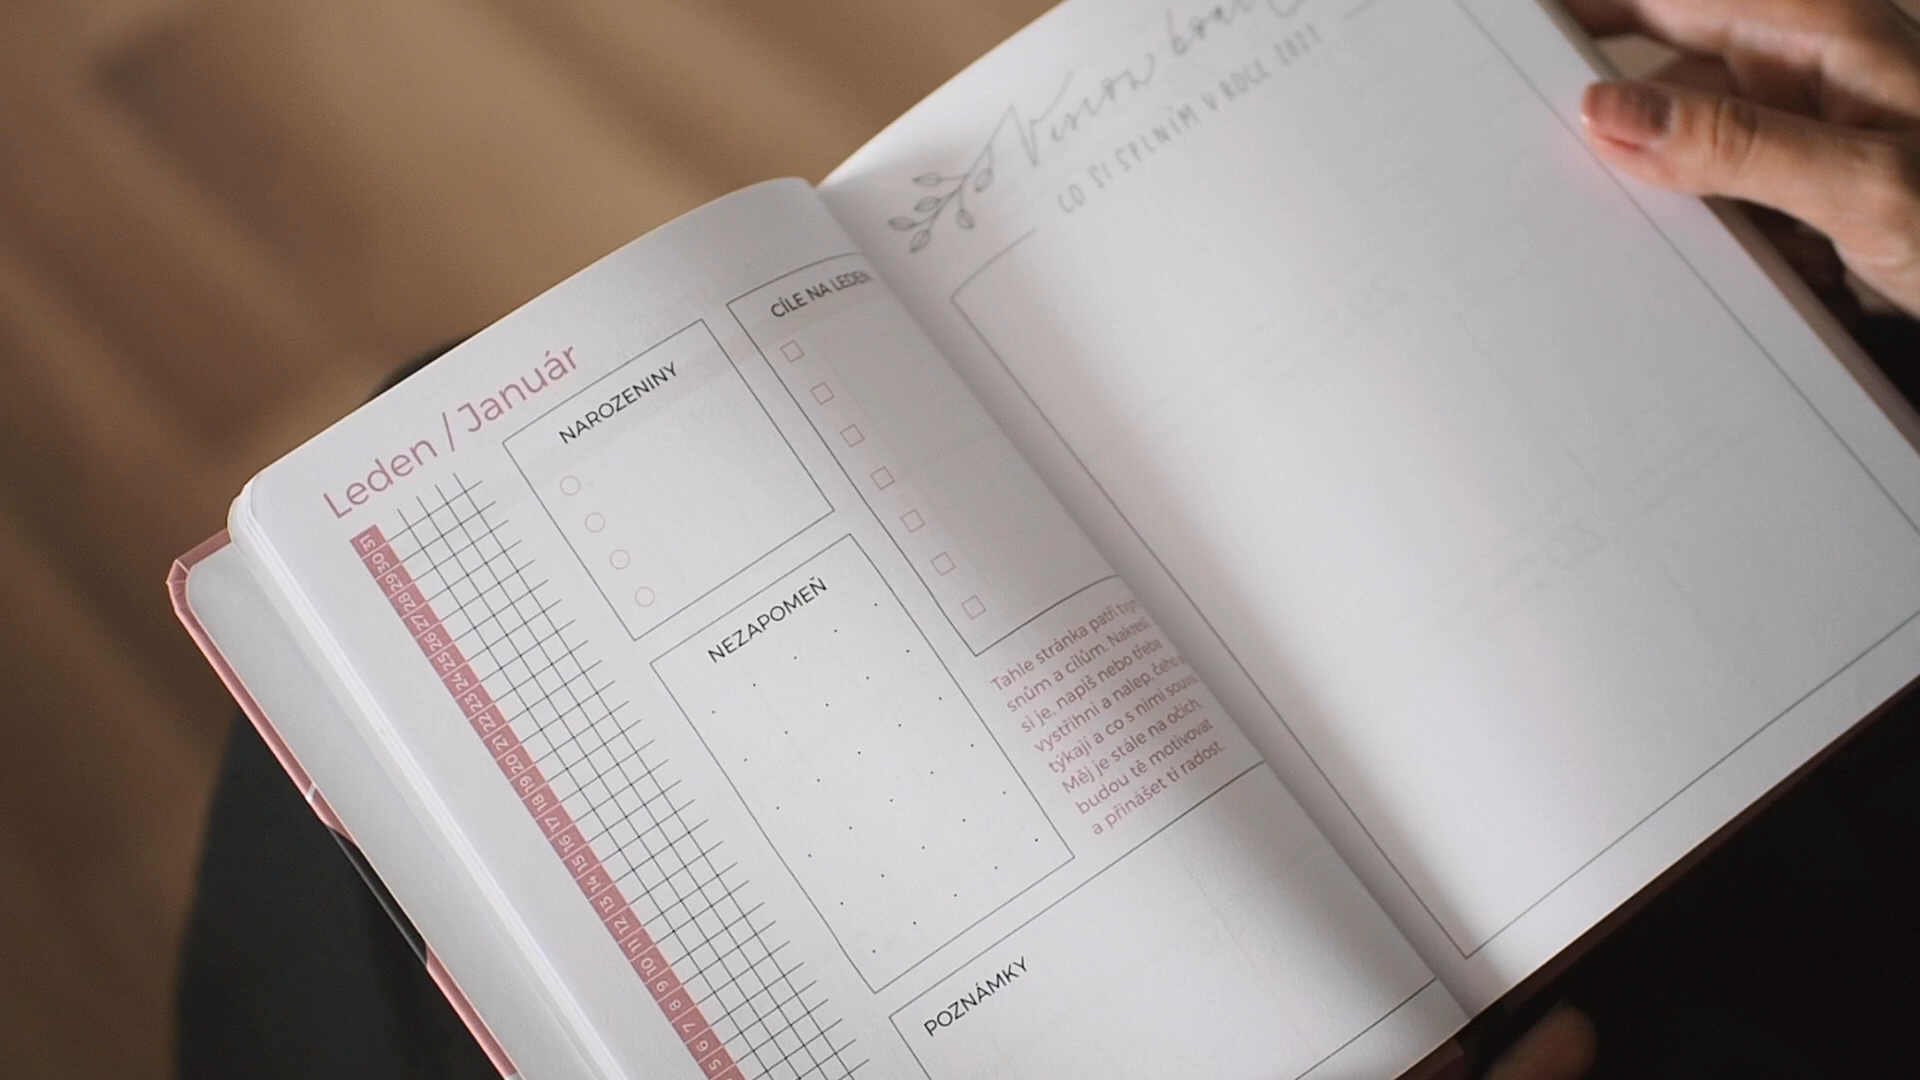 Leden / Január
31 30 29 28 27 26 25 24 23 22 21 20 19 18 17 16 15 14 13 12 11 10 9 8 7 6 5
NAROZENINY
CÍLE NA LEDEN
NEZAPOMEŇ
Tahle stránka patří
snům a cílům. Nakresli
si je, napiš nebo třeba
vystřihni a nalep, čeho
týkají a co s nimi
Měj je stále na očích,
budou tě motivovat
a přinášet ti radost.
POZNÁMKY
Vision
CO SI SPLNÍM V ROCE 2021